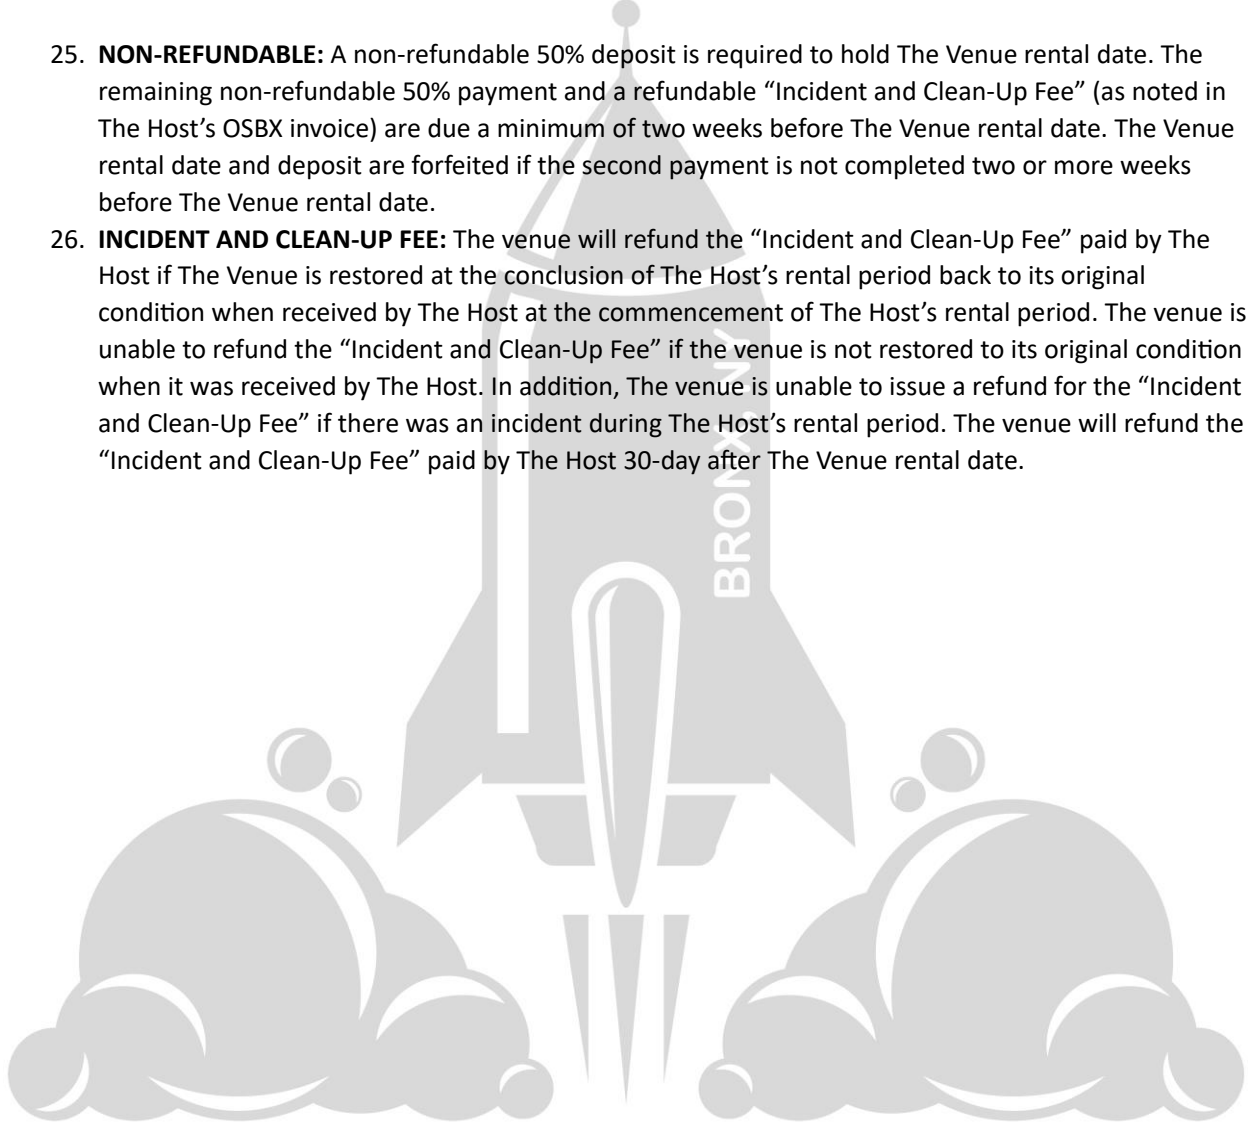 25. NON-REFUNDABLE: A non-refundable 50% deposit is required to hold The Venue rental date. The
remaining non-refundable 50% payment and a refundable “Incident and Clean-Up Fee” (as noted in
The Host’s OSBX invoice) are due a minimum of two weeks before The Venue rental date. The Venue
rental date and deposit are forfeited if the second payment is not completed two or more weeks
before The Venue rental date.
26. INCIDENT AND CLEAN-UP FEE: The venue will refund the “Incident and Clean-Up Fee” paid by The
Host if The Venue is restored at the conclusion of The Host’s rental period back to its original
condition when received by The Host at the commencement of The Host’s rental period. The venue is
unable to refund the “Incident and Clean-Up Fee” if the venue is not restored to its original condition
when it was received by The Host. In addition, The venue is unable to issue a refund for the “Incident
and Clean-Up Fee” if there was an incident during The Host’s rental period. The venue will refund the
“Incident and Clean-Up Fee” paid by The Host 30-day after The Venue rental date.
BRONX, NY